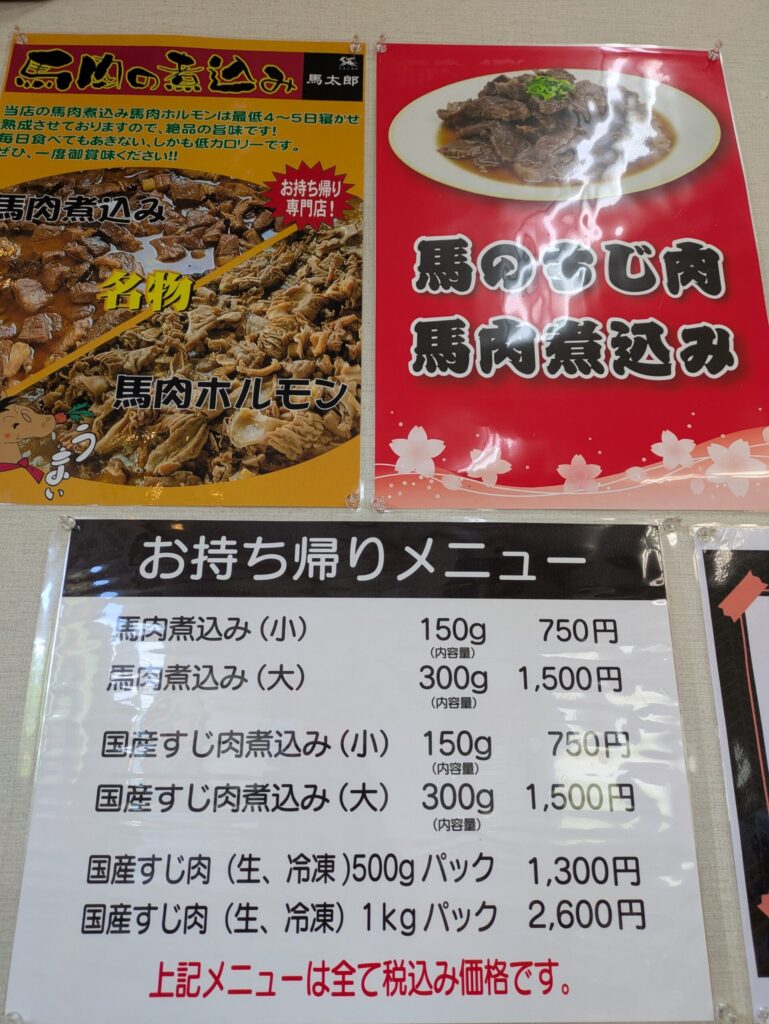 馬肉の煮込み
馬太郎
当店の馬肉煮込み馬肉ホルモンは最低4〜5日寝かせ
熟成させておりますので、絶品の旨味です!
毎日食べてもあきない、しかも低カロリーです。
ぜひ、一度御賞味ください!!
お持ち帰り
専門店!
馬肉煮込み
名物
馬肉ホルモン
うまい
馬のすじ肉
馬肉煮込み
お持ち帰りメニュー
馬肉煮込み(小) 150g 750円
(内容量)
馬肉煮込み(大) 300g 1,500円
(内容量)
国産すじ肉煮込み(小) 150g 750円
(内容量)
国産すじ肉煮込み(大) 300g 1,500円
(内容量)
国産すじ肉(生、冷凍)500gパック 1,300円
国産すじ肉(生、冷凍)1kgパック 2,600円
上記メニューは全て税込み価格です。